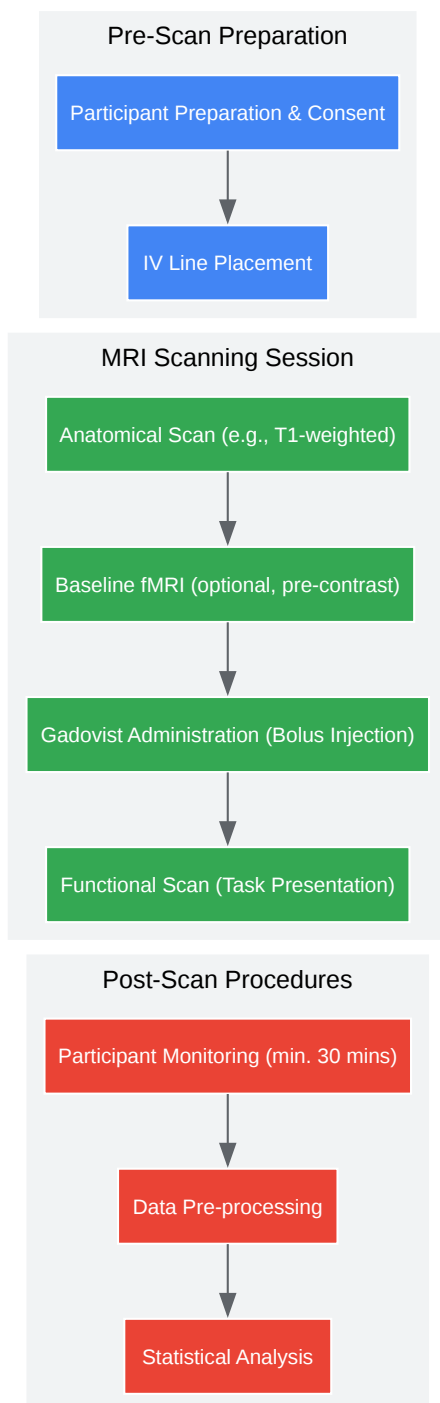 Pre-Scan Preparation
Participant Preparation & Consent
IV Line Placement
MRI Scanning Session
Anatomical Scan (e.g., T1-weighted)
Baseline fMRI (optional, pre-contrast)
Gadovist Administration (Bolus Injection)
Functional Scan (Task Presentation)
Post-Scan Procedures
Participant Monitoring (min. 30 mins)
Data Pre-processing
Statistical Analysis